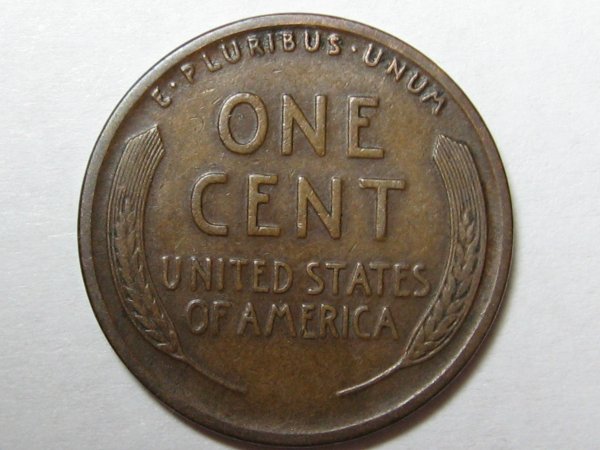 E·PLURIBUS·UNUM
ONE
CENT
UNITED STATES
OF AMERICA